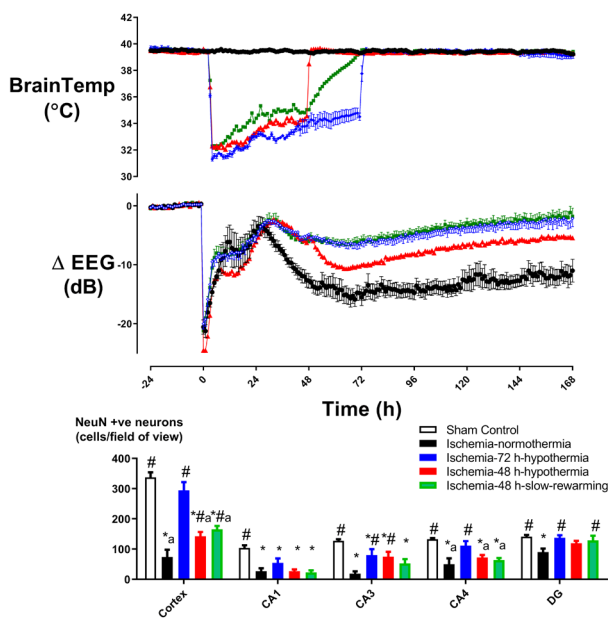 42
40
38
36
34
32
30
BrainTemp
(°C)
0
-10
-20
Δ EEG
(dB)
-24
0
24
48
72
96
120
144
168
Time (h)
NeuN +ve neurons
(cells/field of view)
Sham Control
Ischemia-normothermia
Ischemia-72 h-hypothermia
Ischemia-48 h-hypothermia
Ischemia-48 h-slow-rewarming
400
300
200
100
0
# *a # *#a *#a
# * * * *
# * *# *# *
# *a # *a *a
# * # #
Cortex
CA1
CA3
CA4
DG